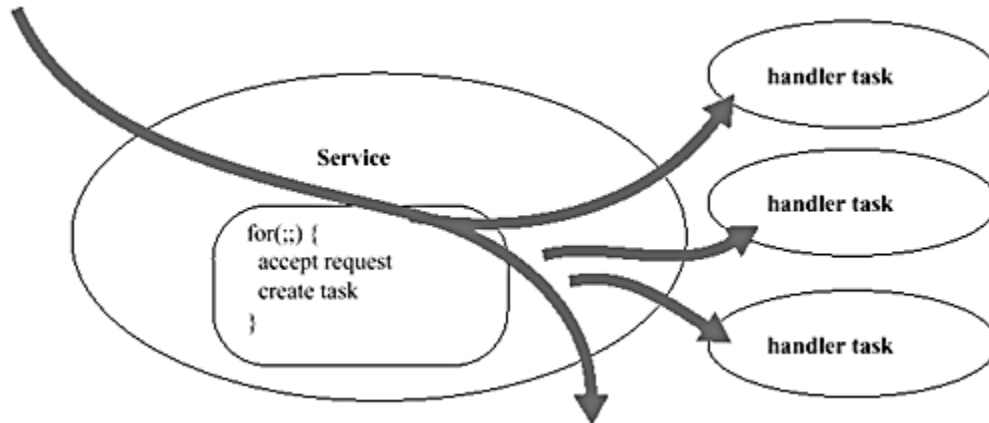 handler task
Service
handler task
for(;;) {
accept request
create task
}
handler task